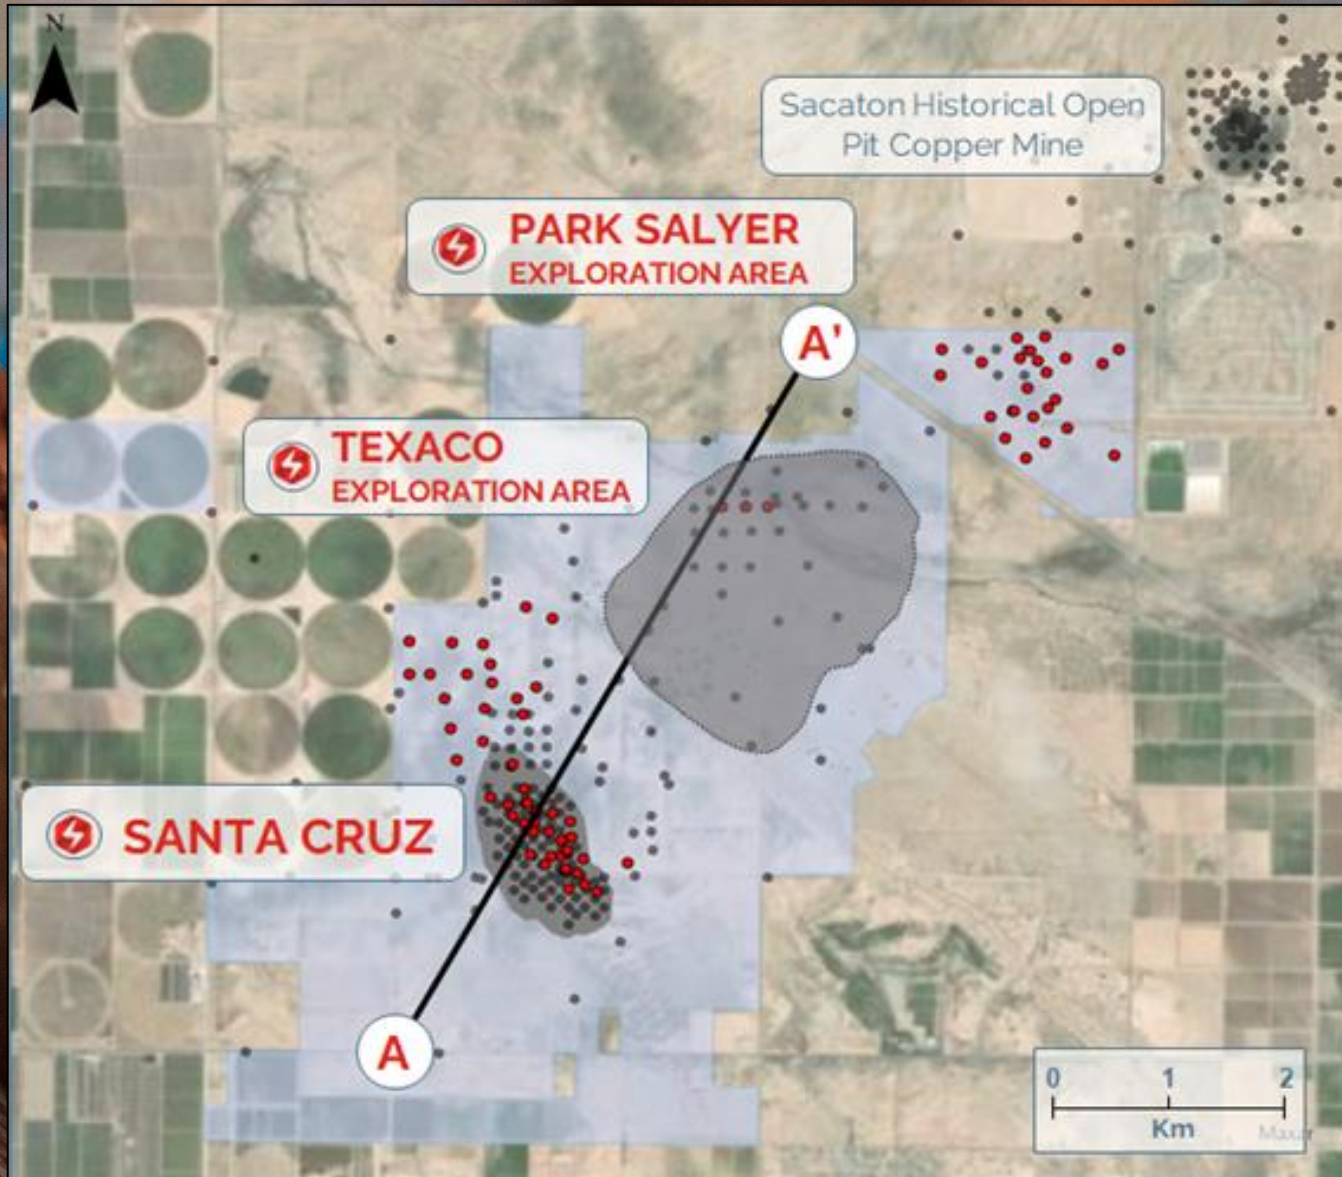 N
Sacaton Historical Open
Pit Copper Mine
PARK SALYER
EXPLORATION AREA
A'
TEXACO
EXPLORATION AREA
SANTA CRUZ
A
0 1 2
Km
Maxar